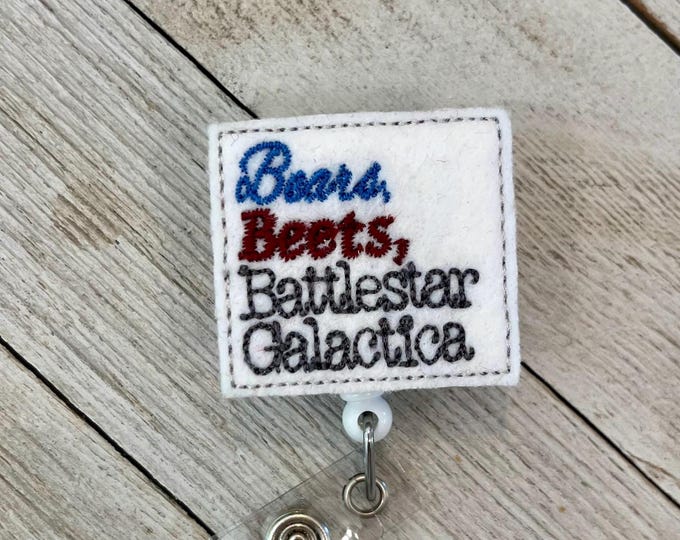 Bears,
Beets,
Battlestar
Galactica